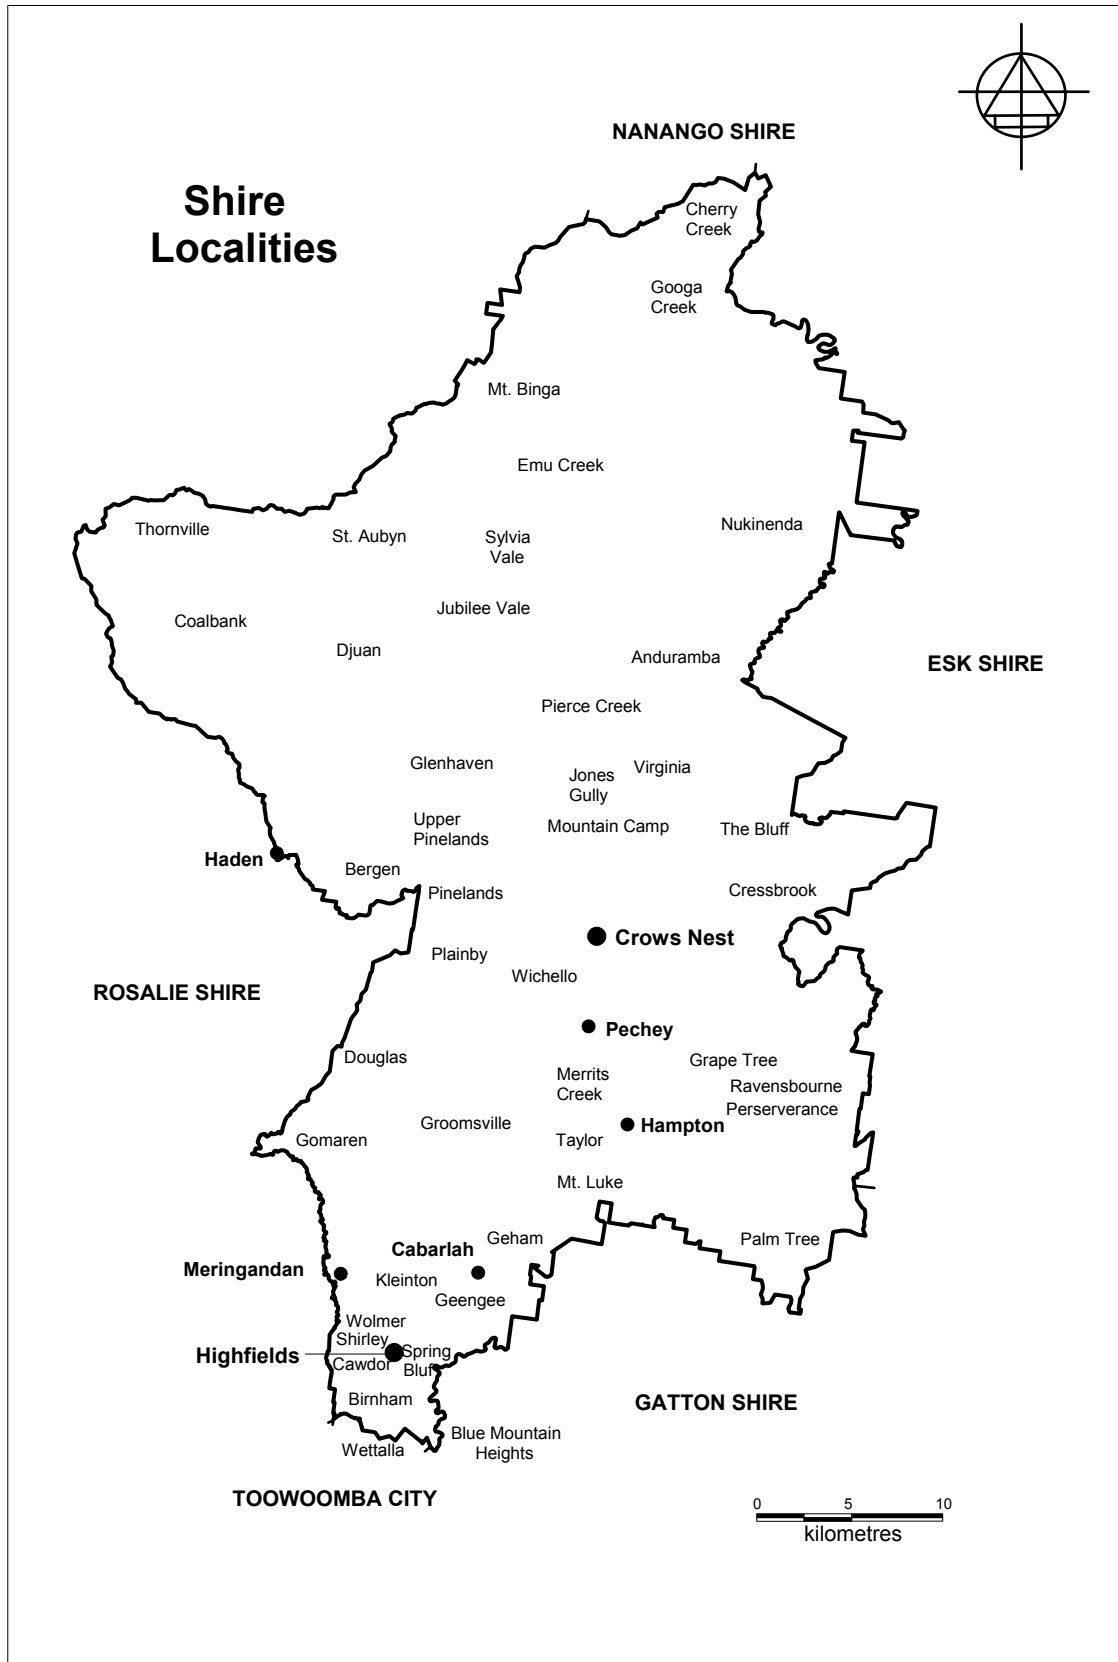 NANANGO SHIRE
Shire
Localities
Cherry
Creek
Googa
Creek
Mt. Binga
Emu Creek
Thornville
St. Aubyn
Sylvia
Vale
Nukinenda
Coalbank
Jubilee Vale
Djuan
Anduramba
ESK SHIRE
Pierce Creek
Glenhaven
Jones
Gully
Virginia
Upper
Pinelands
Mountain Camp
The Bluff
Haden
Bergen
Pinelands
Cressbrook
Crows Nest
Plainby
Wichello
ROSALIE SHIRE
Pechey
Douglas
Grape Tree
Merrits
Creek
Ravensbourne
Perserverance
Groomsville
Hampton
Gomaren
Taylor
Mt. Luke
Geham
Palm Tree
Cabarlah
Meringandan
Kleinton
Geengee
Wolmer
Shirley
Highfields
Spring
Bluff
Cawdor
Birnham
GATTON SHIRE
Blue Mountain
Heights
Wettalla
TOOWOOMBA CITY
0 5 10
kilometres